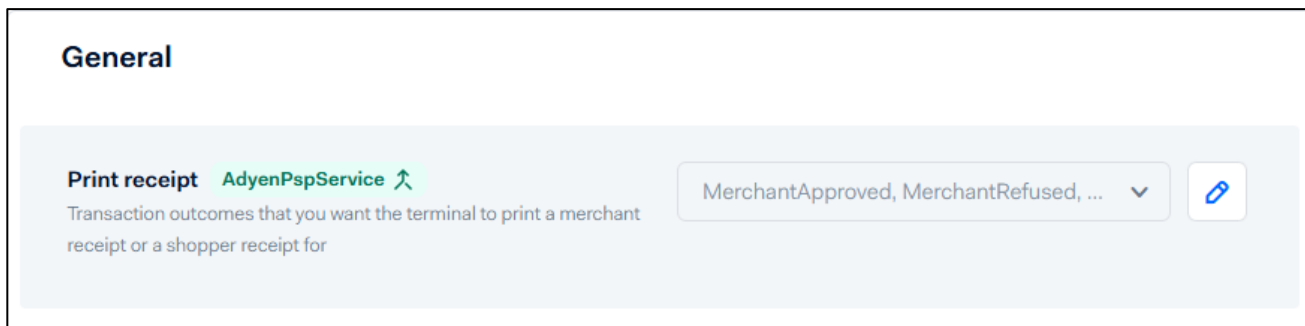 General
Print receipt AdyenPspService
Transaction outcomes that you want the terminal to print a merchant
receipt or a shopper receipt for
MerchantApproved, MerchantRefused, ...